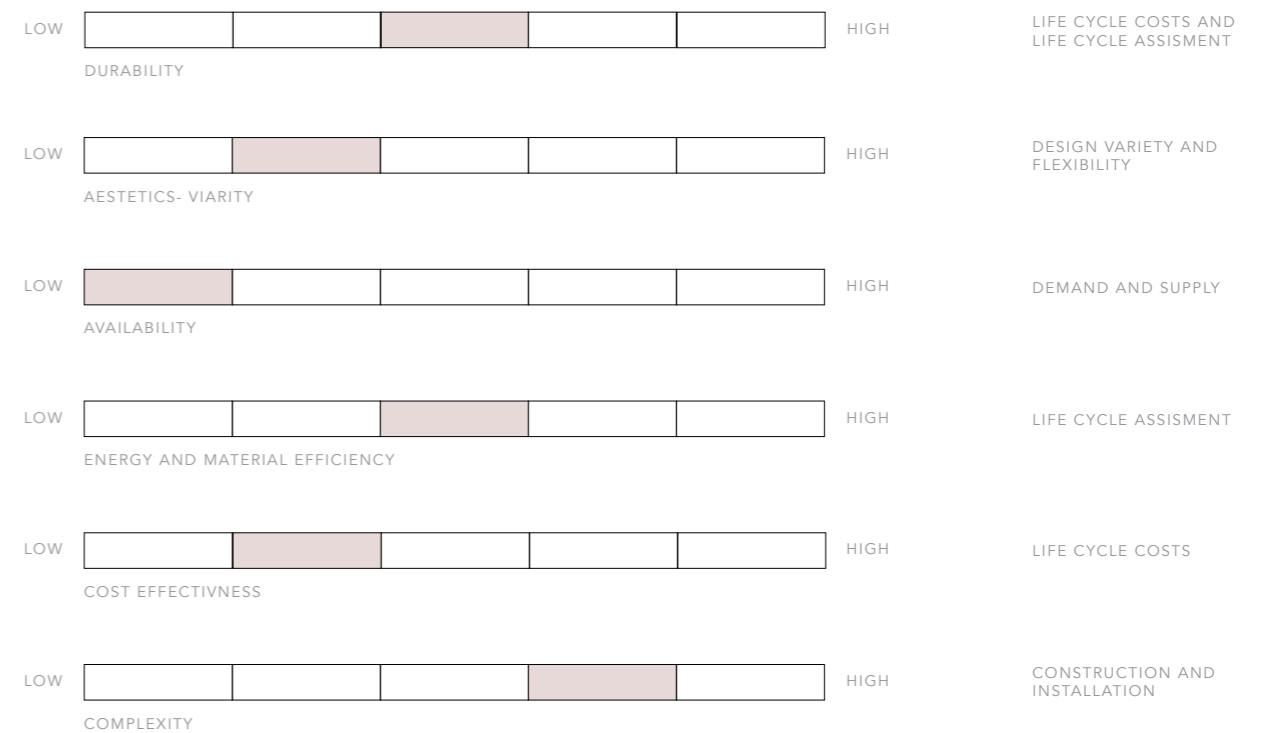 LOW
HIGH
LIFE CYCLE COSTS AND
LIFE CYCLE ASSISMENT
DURABILITY
LOW
HIGH
DESIGN VARIETY AND
FLEXIBILITY
AESTETICS- VIARITY
LOW
HIGH
DEMAND AND SUPPLY
AVAILABILITY
LOW
HIGH
LIFE CYCLE ASSISMENT
ENERGY AND MATERIAL EFFICIENCY
LOW
HIGH
LIFE CYCLE COSTS
COST EFFECTIVNESS
LOW
HIGH
CONSTRUCTION AND
INSTALLATION
COMPLEXITY